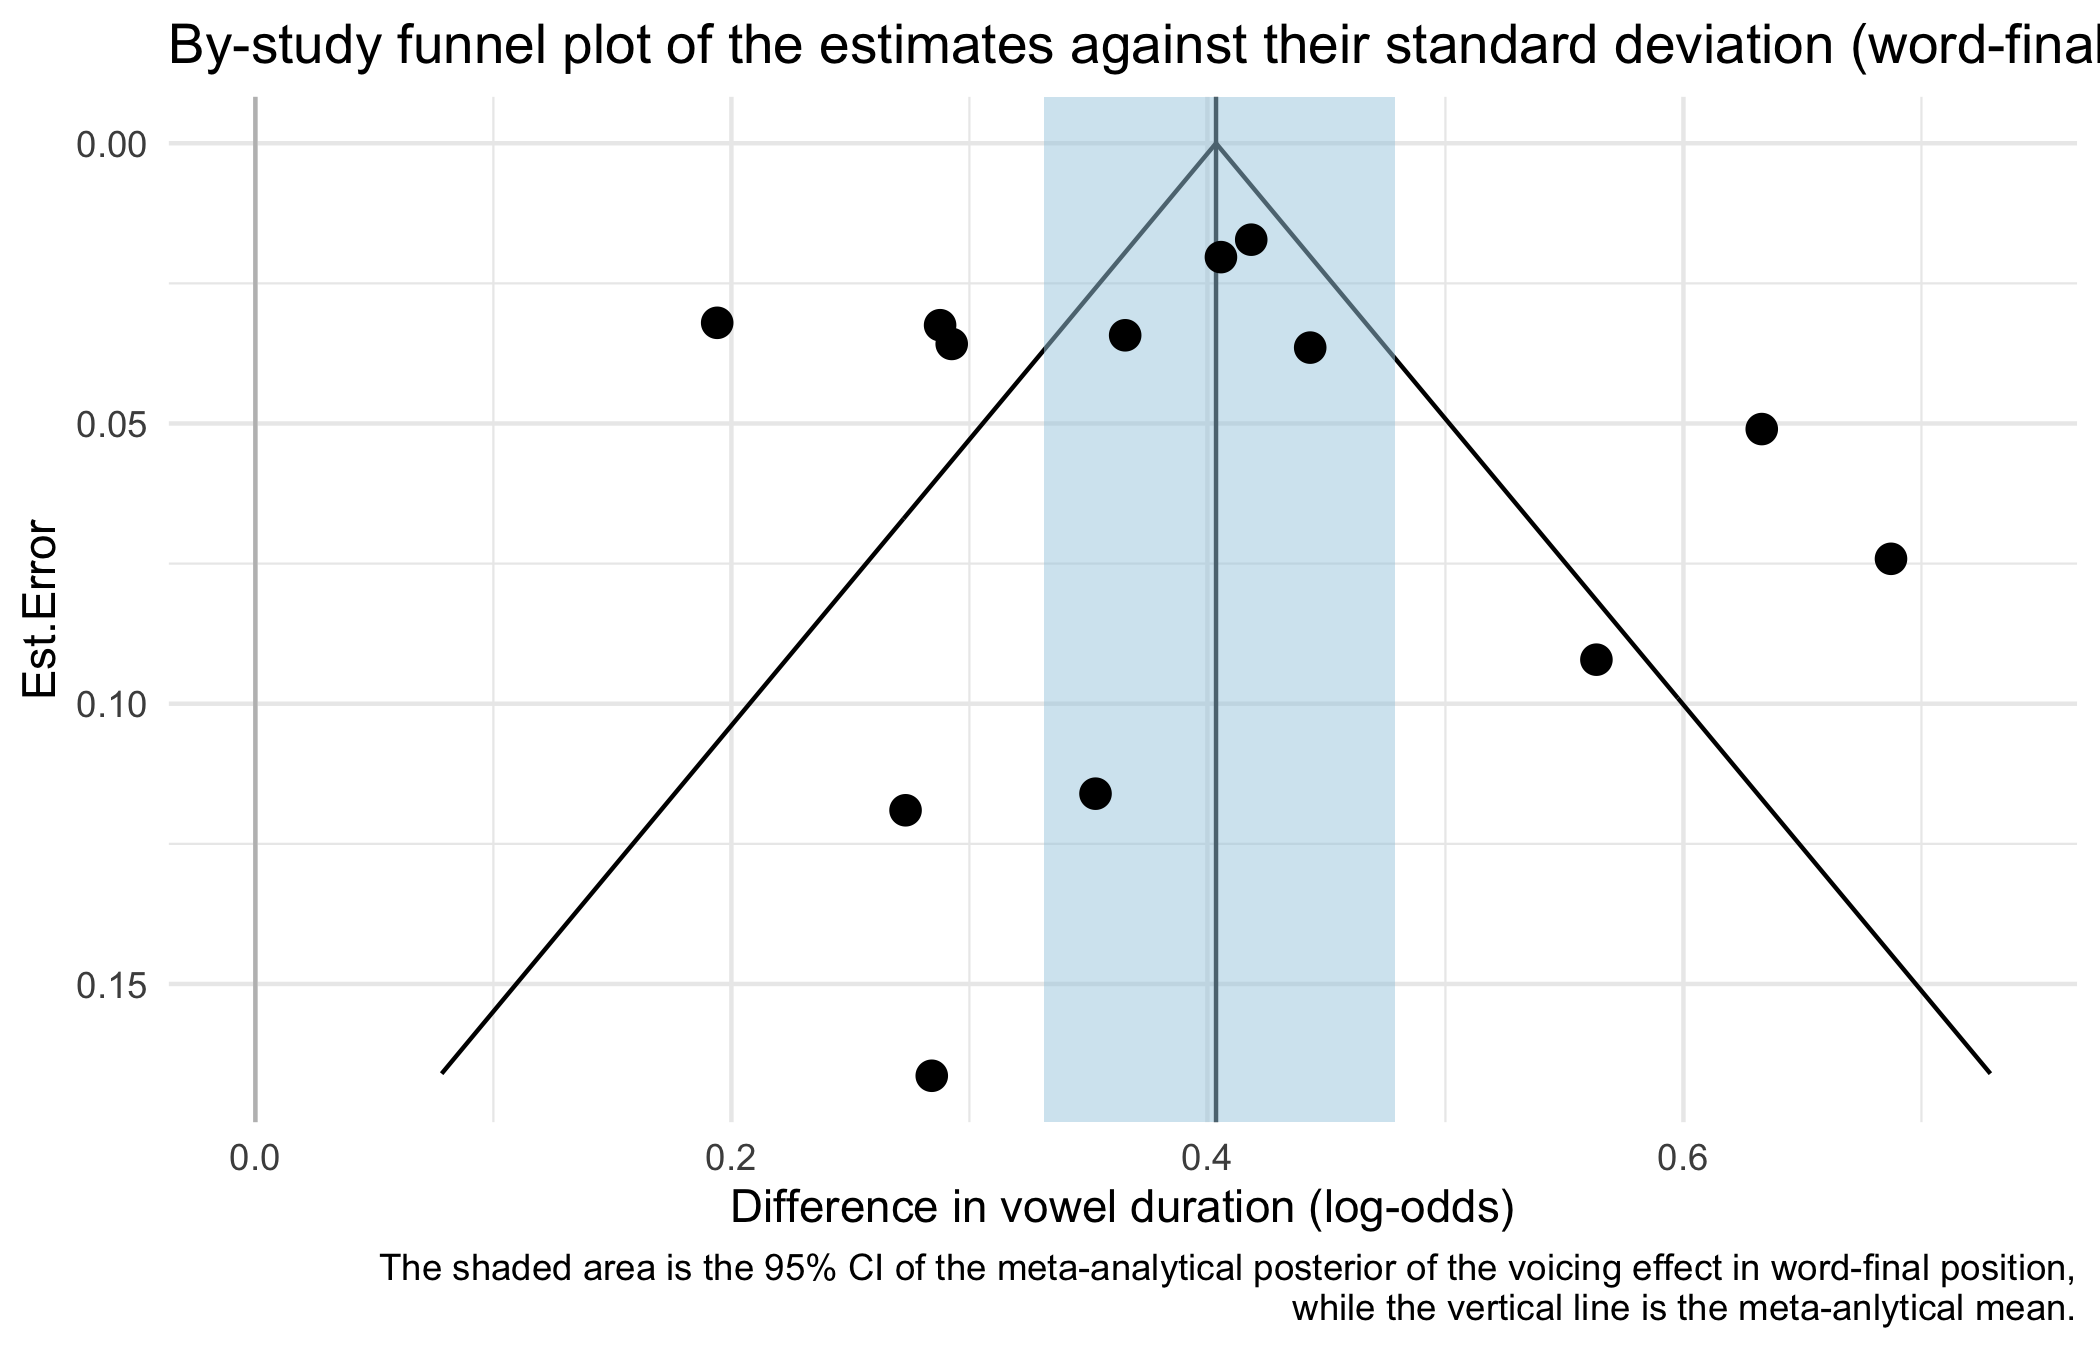 By-study funnel plot of the estimates against their standard deviation (word-final
0.00
0.05
0.10
0.15
Est.Error
0.0
0.2
0.4
0.6
Difference in vowel duration (log-odds)
The shaded area is the 95% CI of the meta-analytical posterior of the voicing effect in word-final position,
while the vertical line is the meta-anlytical mean.